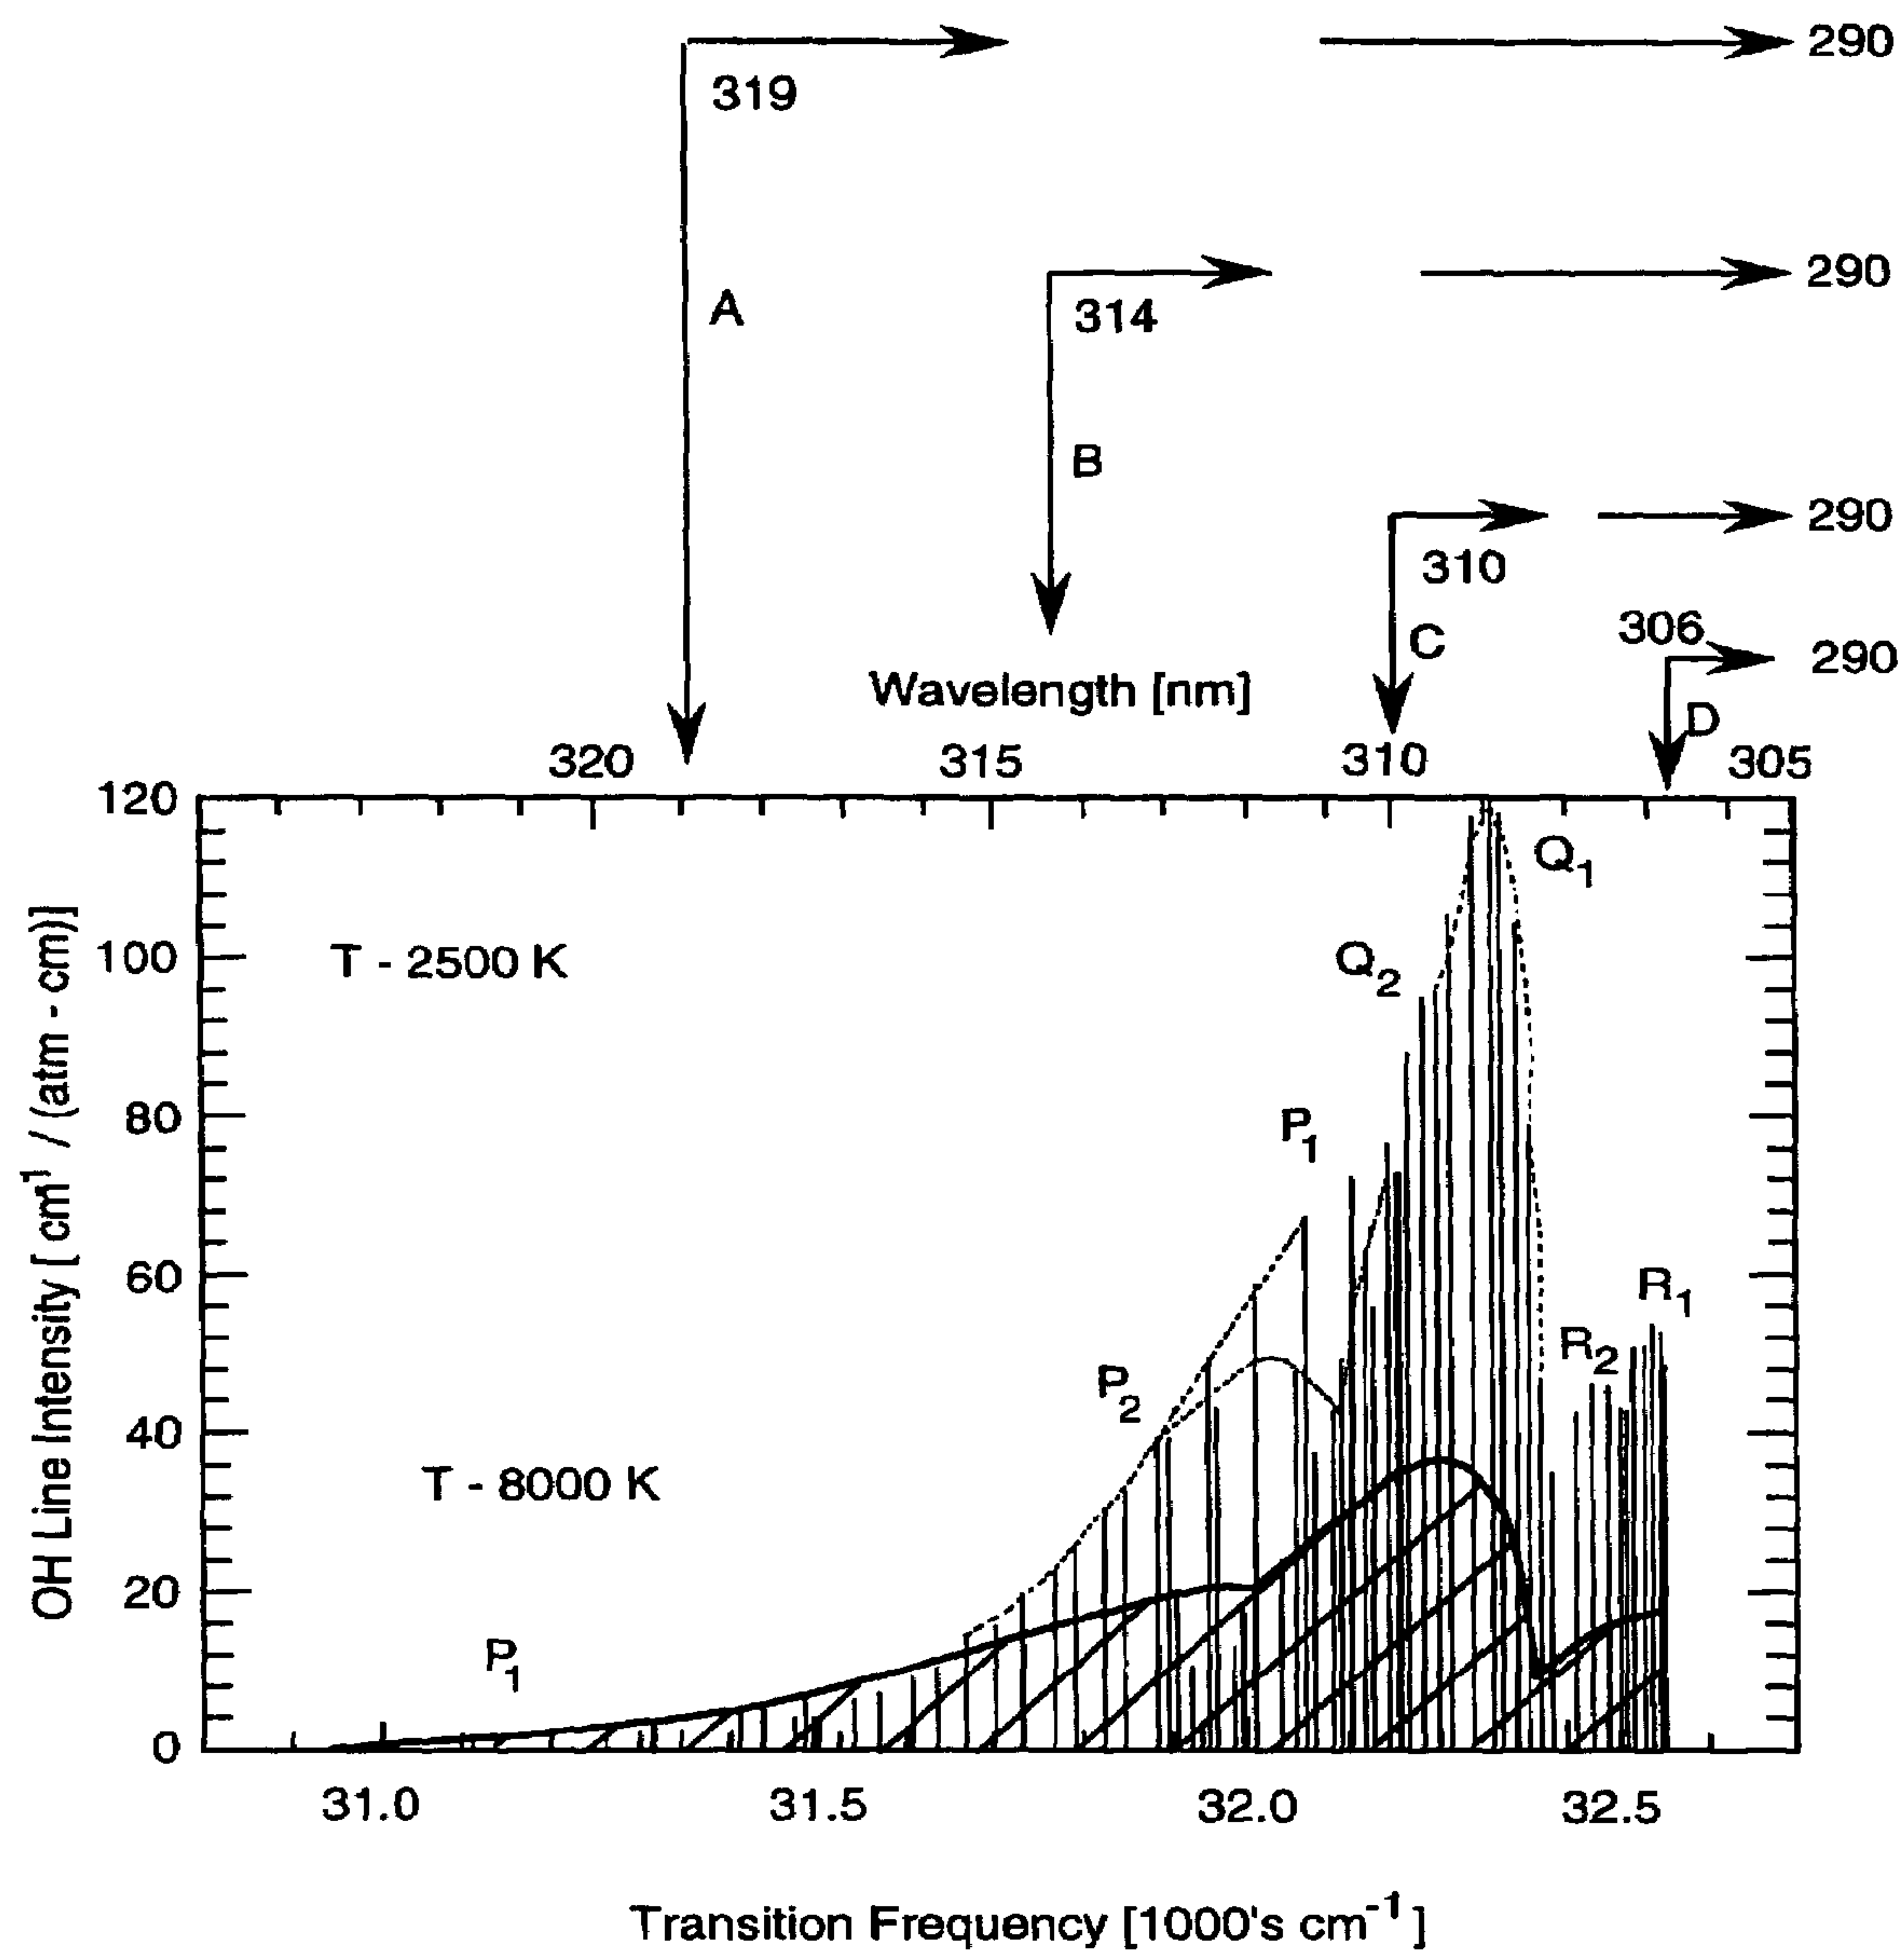 290
319
A
290
314
B
290
310
C
306
290
D
Wavelength [nm]
320 315 310 305
120
100
80
60
40
20
0
OH Line Intensity [ cm¹ / (atm - cm)]
T - 2500 K
T - 8000 K
Q₁
Q₂
P₁
P₂
R₁
R₂
P₁
31.0 31.5 32.0 32.5
Transition Frequency [1000's cm⁻¹ ]